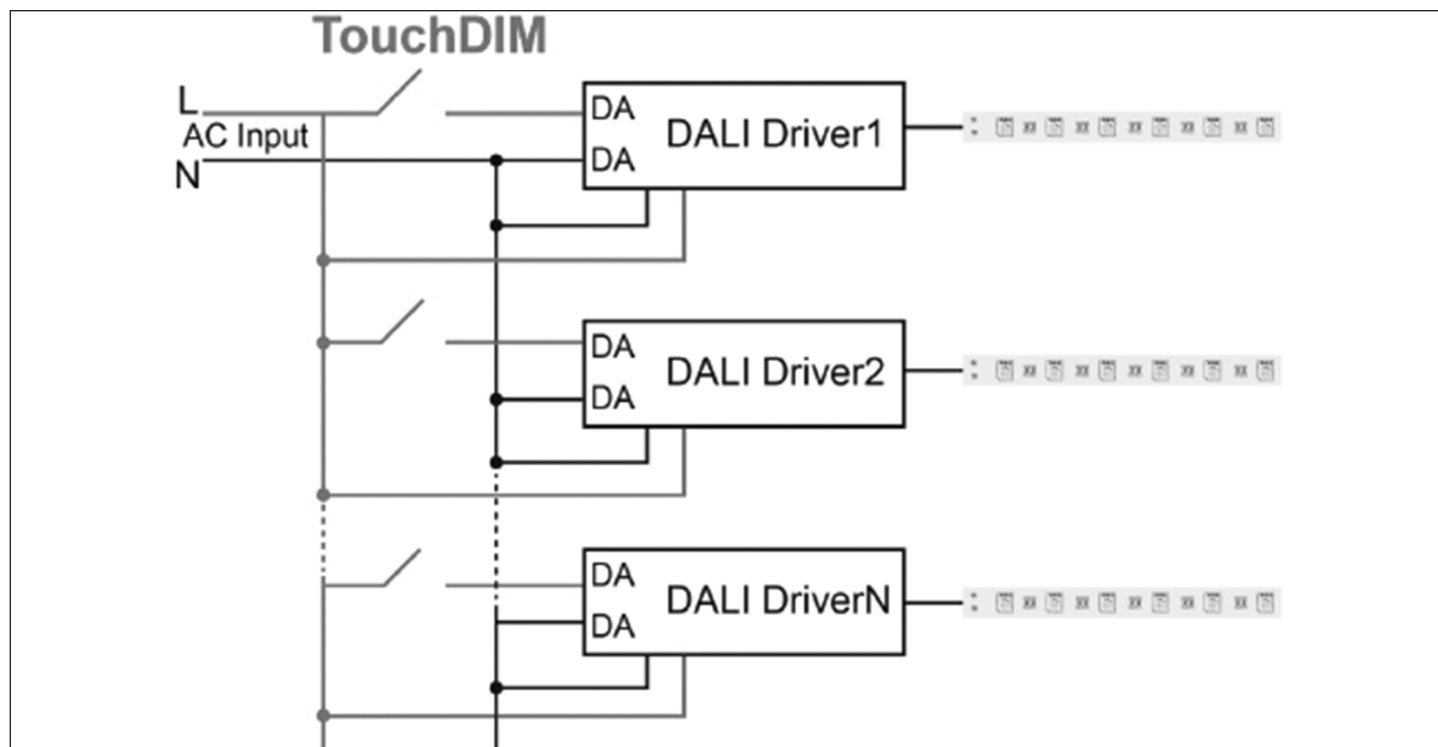 TouchDIM
L
AC Input
N
DA
DA
DALI Driver1
DA
DA
DALI Driver2
DA
DA
DALI DriverN